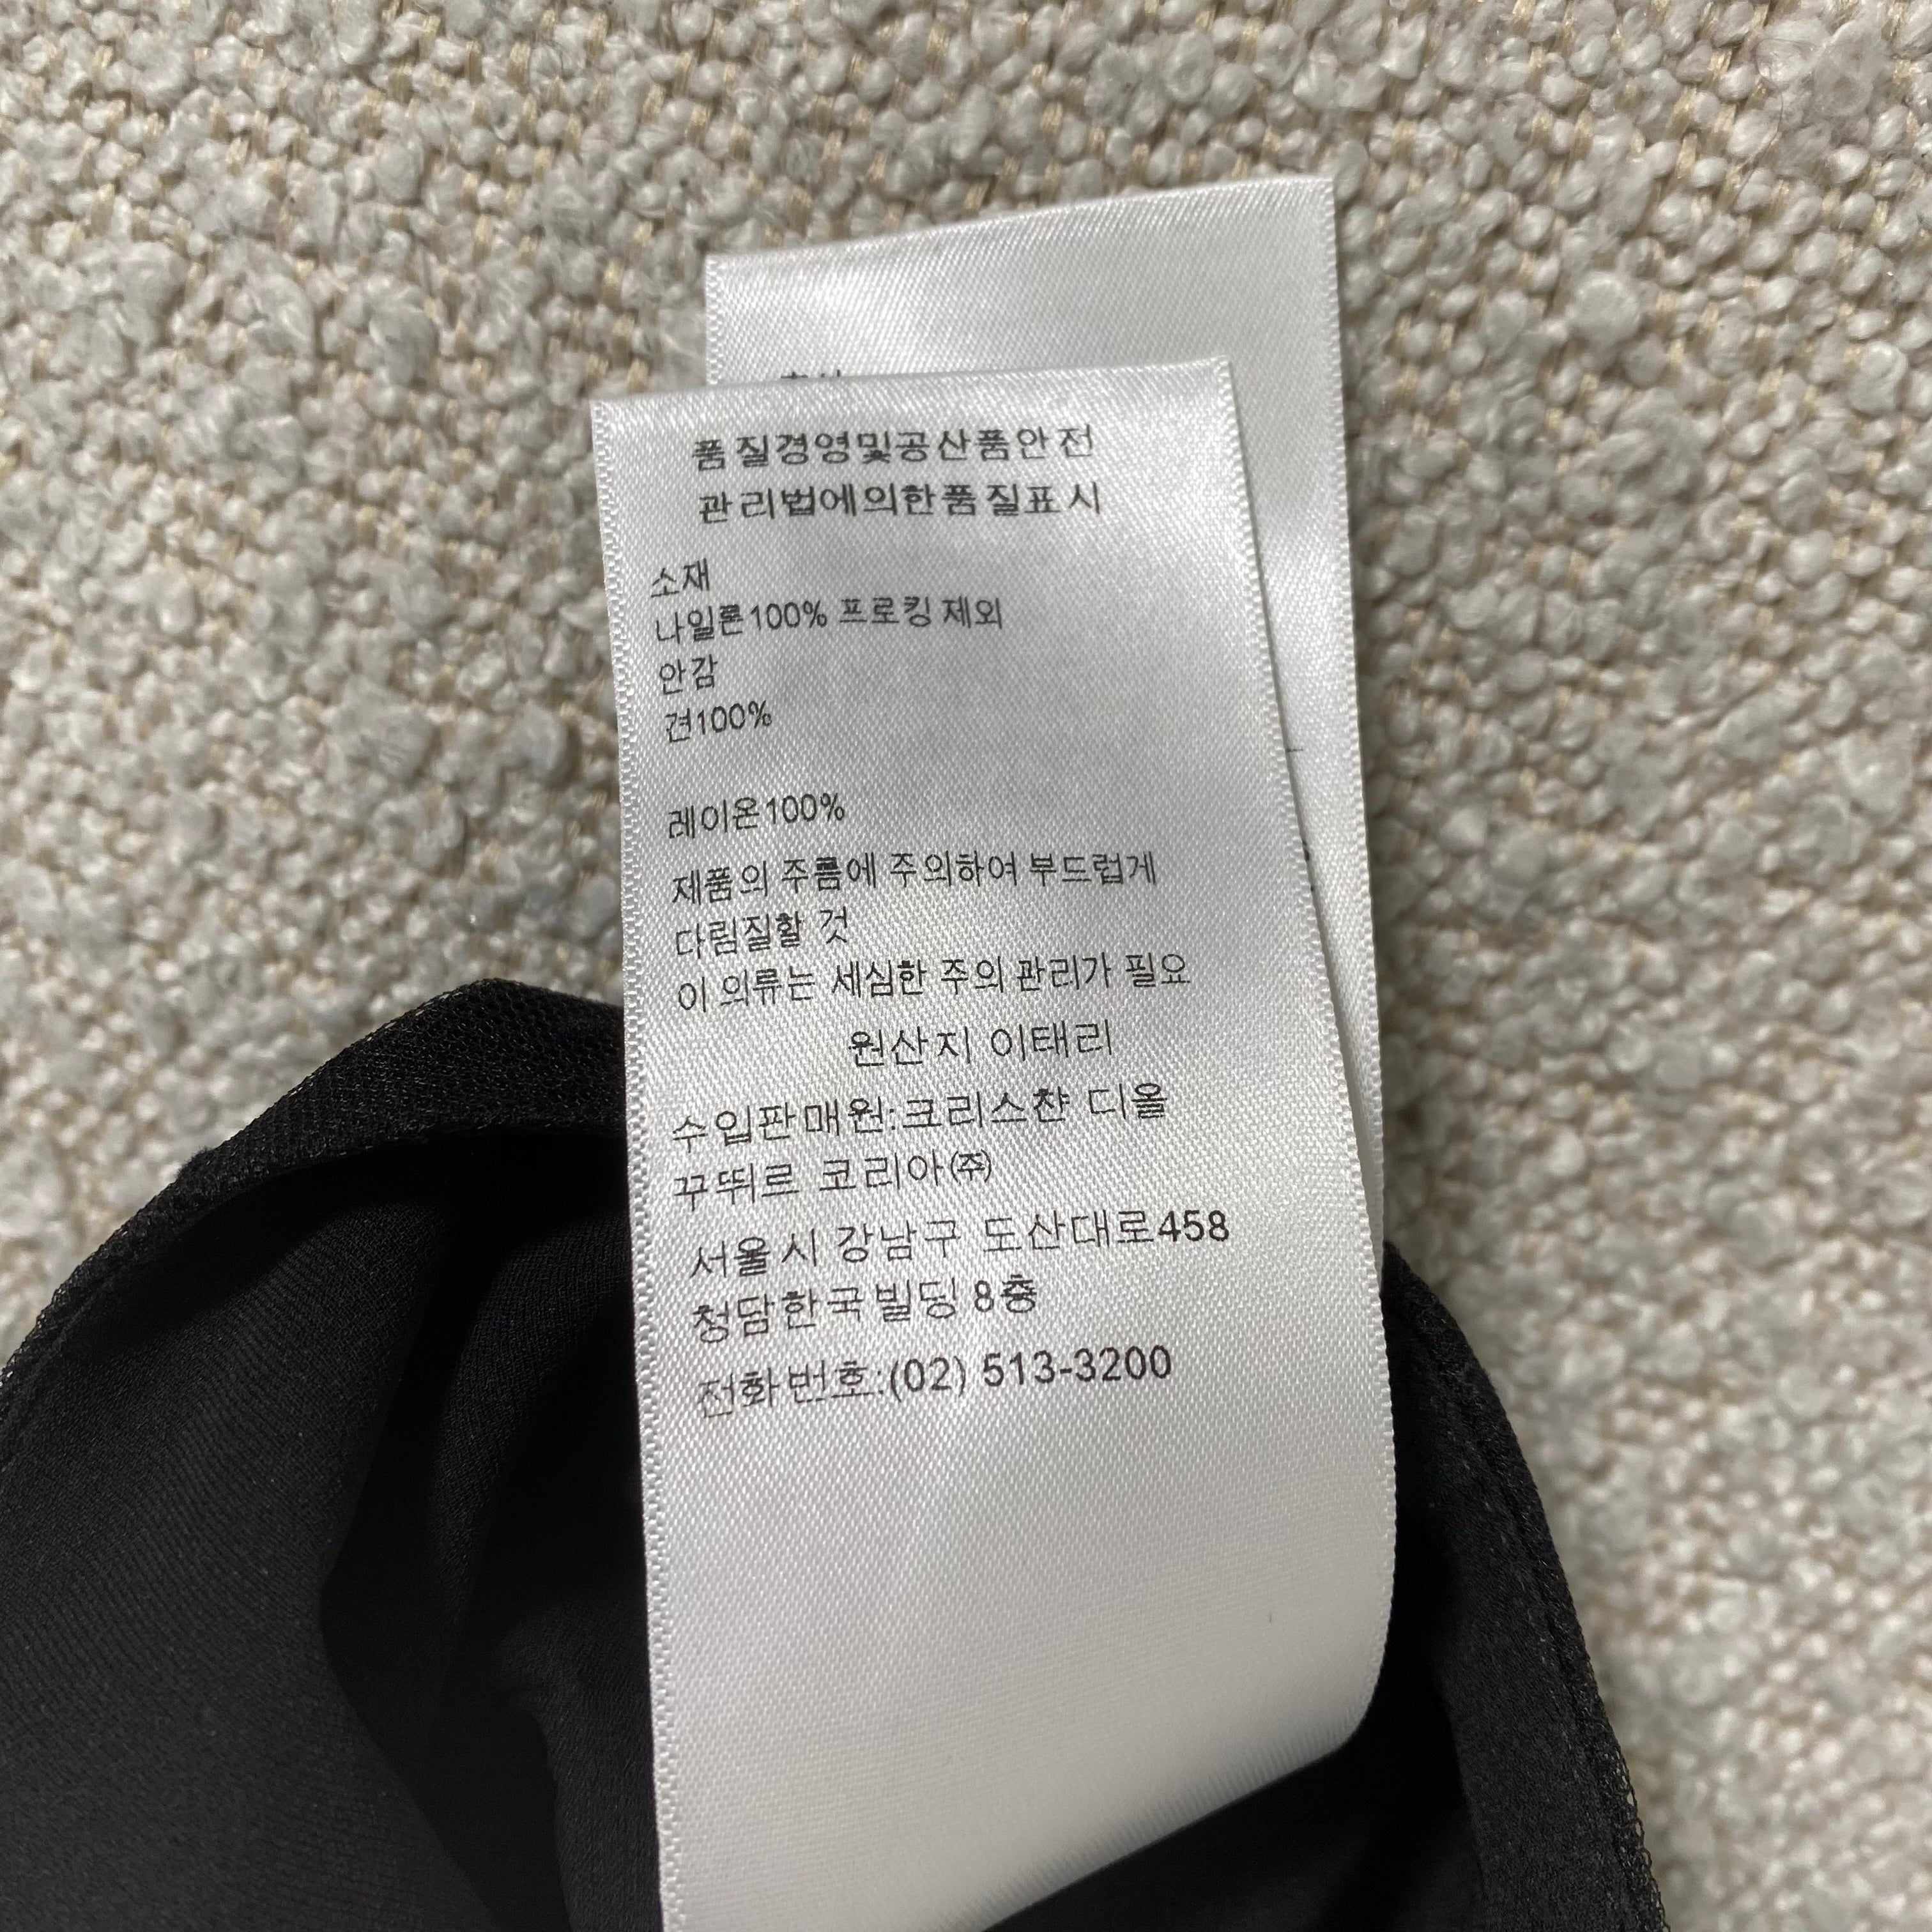 품질경영및공산품안전
관리법에의한품질표시
소재
나일론100% 프로킹 제외
안감
견100%
레이온100%
제품의 주름에 주의하여 부드럽게
다림질할 것
이 의류는 세심한 주의 관리가 필요
원산지 이태리
수입판매원:크리스챤 디올
꾸뛰르 코리아㈜
서울시 강남구 도산대로458
청담한국빌딩 8층
전화번호:(02) 513-3200